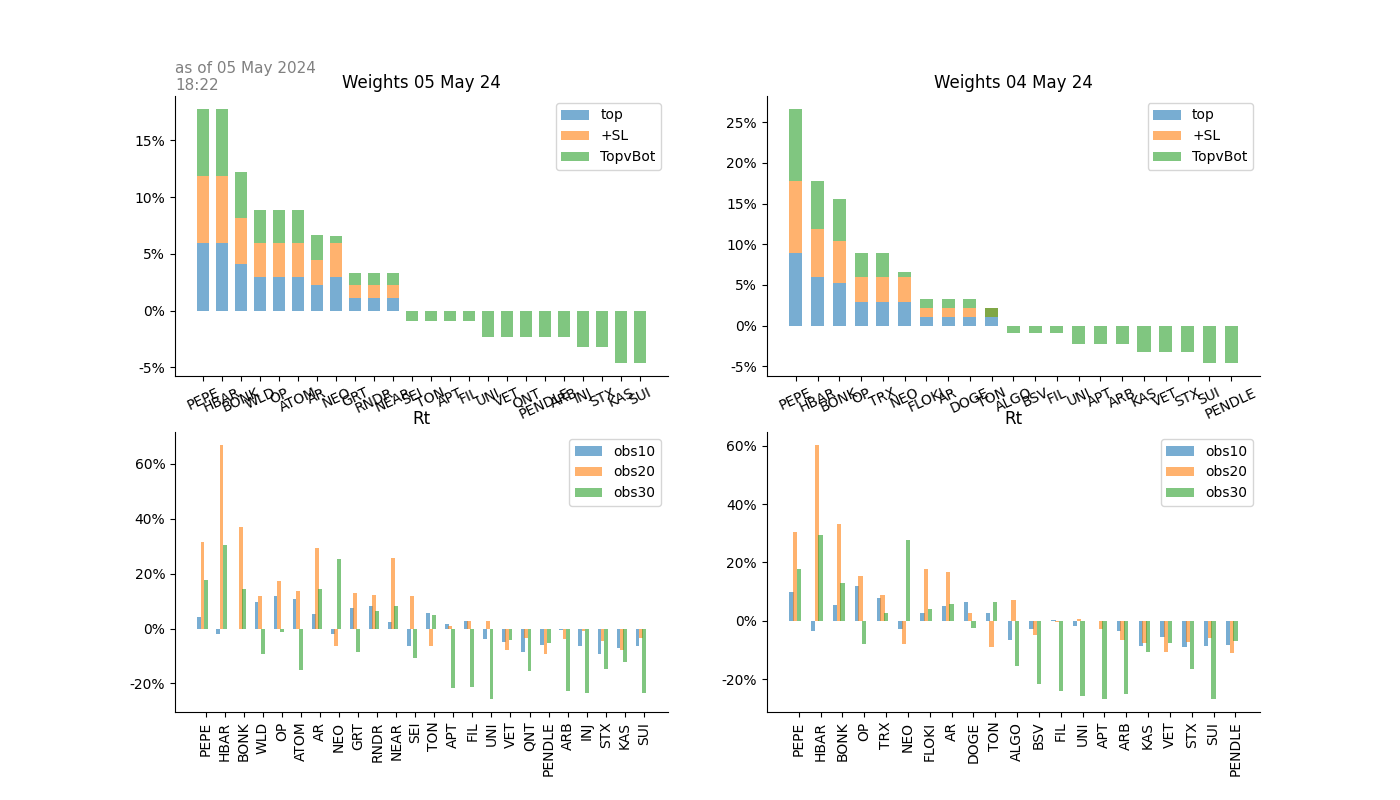 as of 05 May 2024
18:22
Weights 05 May 24
top
+SL
TopvBot
15%
10%
5%
0%
-5%
PEPE HBAR BONK WLD OP ATOM AR NEO GRT RNDR NEAR SEI TON APT FIL UNI VET QNT PENDLE ARB INJ STX KAS SUI
Weights 04 May 24
top
+SL
TopvBot
25%
20%
15%
10%
5%
0%
-5%
PEPE HBAR BONK OP TRX NEO FLOKI AR DOGE TON ALGO BSV FIL UNI APT ARB KAS VET STX SUI PENDLE
Rt
obs10
obs20
obs30
60%
40%
20%
0%
-20%
PEPE HBAR BONK WLD OP ATOM AR NEO GRT RNDR NEAR SEI TON APT FIL UNI VET QNT PENDLE ARB INJ STX KAS SUI
Rt
obs10
obs20
obs30
60%
40%
20%
0%
-20%
PEPE HBAR BONK OP TRX NEO FLOKI AR DOGE TON ALGO BSV FIL UNI APT ARB KAS VET STX SUI PENDLE